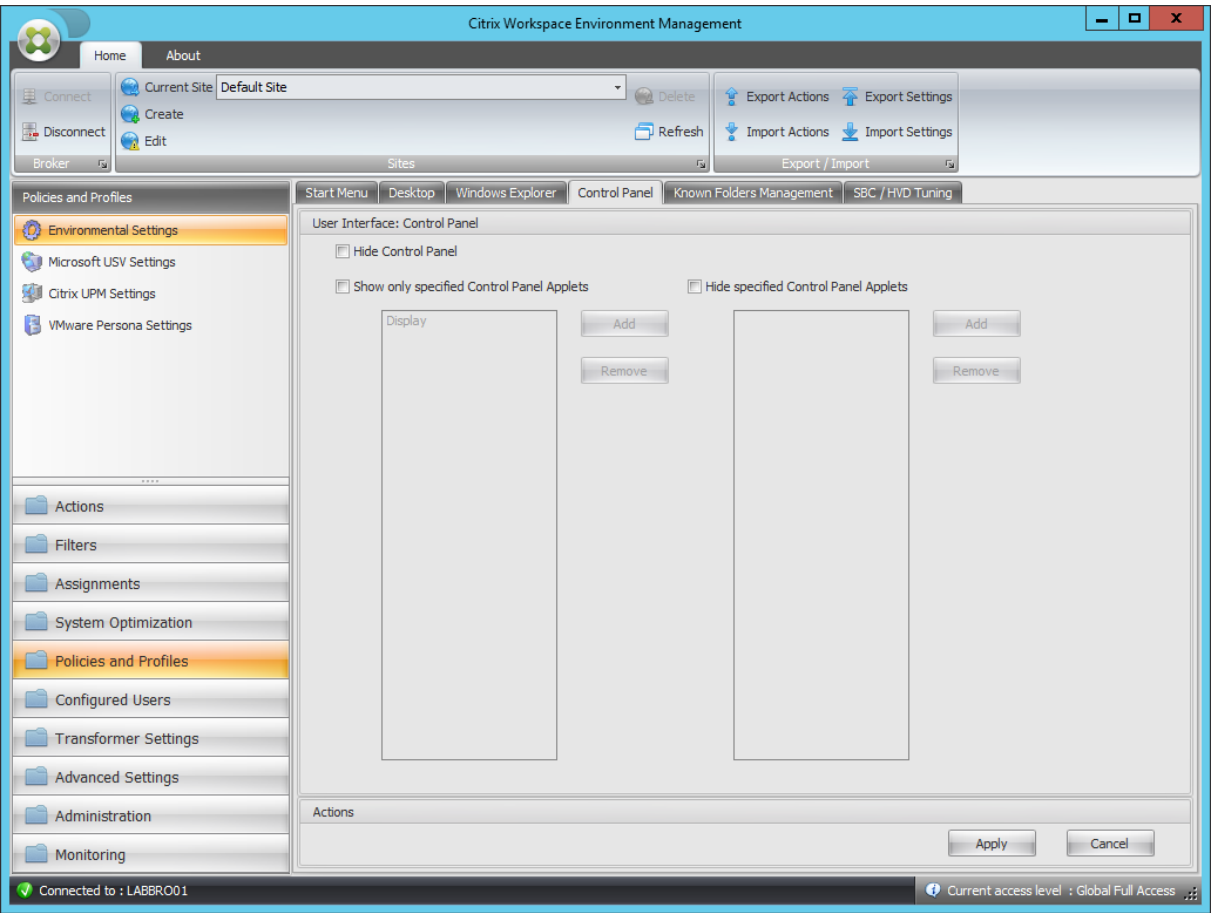 Citrix Workspace Environment Management
Home About
Connect
Disconnect
Broker
Current Site Default Site
Create
Edit
Delete
Refresh
Sites
Export Actions Export Settings
Import Actions Import Settings
Export / Import
Policies and Profiles
Environmental Settings
Microsoft USV Settings
Citrix UPM Settings
VMware Persona Settings
Actions
Filters
Assignments
System Optimization
Policies and Profiles
Configured Users
Transformer Settings
Advanced Settings
Administration
Monitoring
Start Menu Desktop Windows Explorer Control Panel Known Folders Management SBC / HVD Tuning
User Interface: Control Panel
Hide Control Panel
Show only specified Control Panel Applets Hide specified Control Panel Applets
Display Add Add
Remove Remove
Actions
Apply Cancel
Connected to : LABBRO01 Current access level : Global Full Access